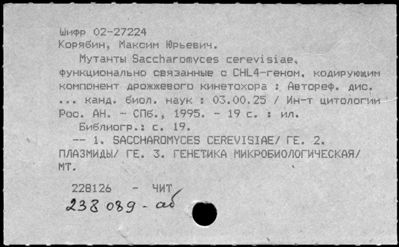 Шифр 02-27224
Корябин, Максим Юрьевич.
Мутанты Saccharomyces cerevisiae,
функционально связанные с CHL4-геном, кодирующим
компонент дрожжевого кинетохора : Автореф. дис.
... канд. биол. наук : 03.00.25 / Ин-т цитологии
Рос. АН. - СПб., 1995. - 19 с. : ил.
Библиогр.: с. 19.
-- 1. SACCHAROMYCES CEREVISIAE/ ГЕ. 2.
ПЛАЗМИДЫ/ ГЕ. 3. ГЕНЕТИКА МИКРОБИОЛОГИЧЕСКАЯ/
МТ.
228126 - ЧИТ
238089-аб